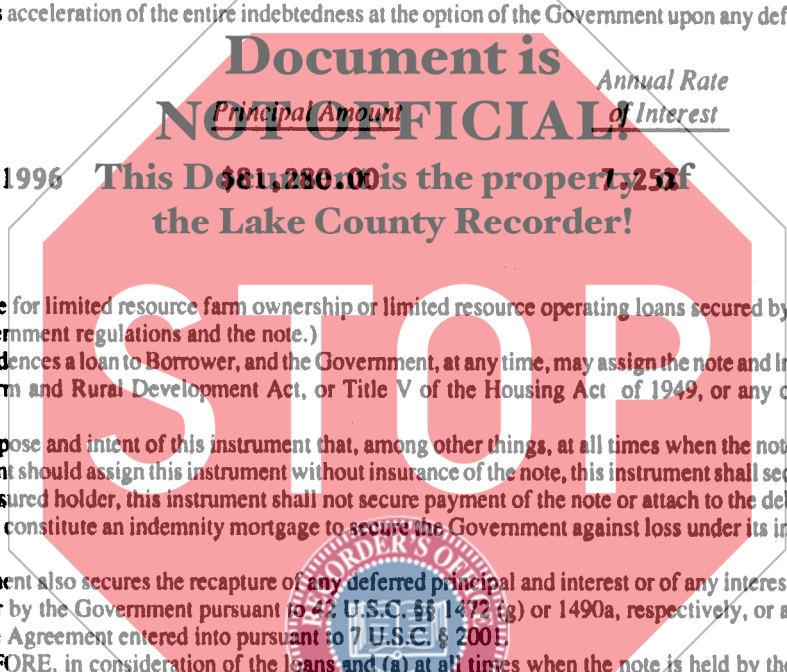 acceleration of the entire indebtedness at the option of the Government upon any def
Document is
Annual Rate
Principal Amount
of Interest
NOT OFFICIAL!
1996 $81,280.00 7.25%
This Document is the property of
the Lake County Recorder!
STOP
e for limited resource farm ownership or limited resource operating loans secured by
ernment regulations and the note.)
dences a loan to Borrower, and the Government, at any time, may assign the note and in
rm and Rural Development Act, or Title V of the Housing Act of 1949, or any o
pose and intent of this instrument that, among other things, at all times when the not
nt should assign this instrument without insurance of the note, this instrument shall sec
sured holder, this instrument shall not secure payment of the note or attach to the de
constitute an indemnity mortgage to secure the Government against loss under its in
RECORDER'S OFFIC
ent also secures the recapture of any deferred principal and interest or of any interes
r by the Government pursuant to 42 U.S.C. §§ 1472 (g) or 1490a, respectively, or a
Agreement entered into pursuant to 7 U.S.C. § 2001.
FORE, in consideration of the loans and (a) at all times when the note is held by the